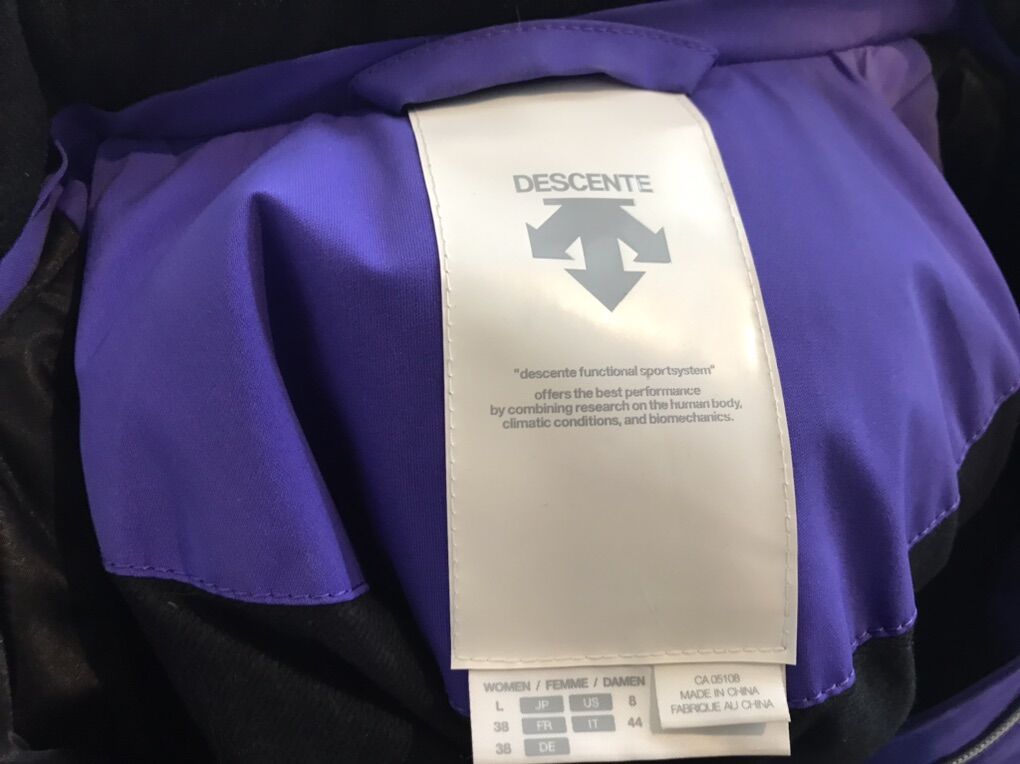 DESCENTE
"descente functional sportsystem"
offers the best performance
by combining research on the human body,
climatic conditions, and biomechanics.
WOMEN / FEMME / DAMEN
L JP US 8
38 FR IT 44
38 DE
CA 05108
MADE IN CHINA
FABRIQUE AU CHINA